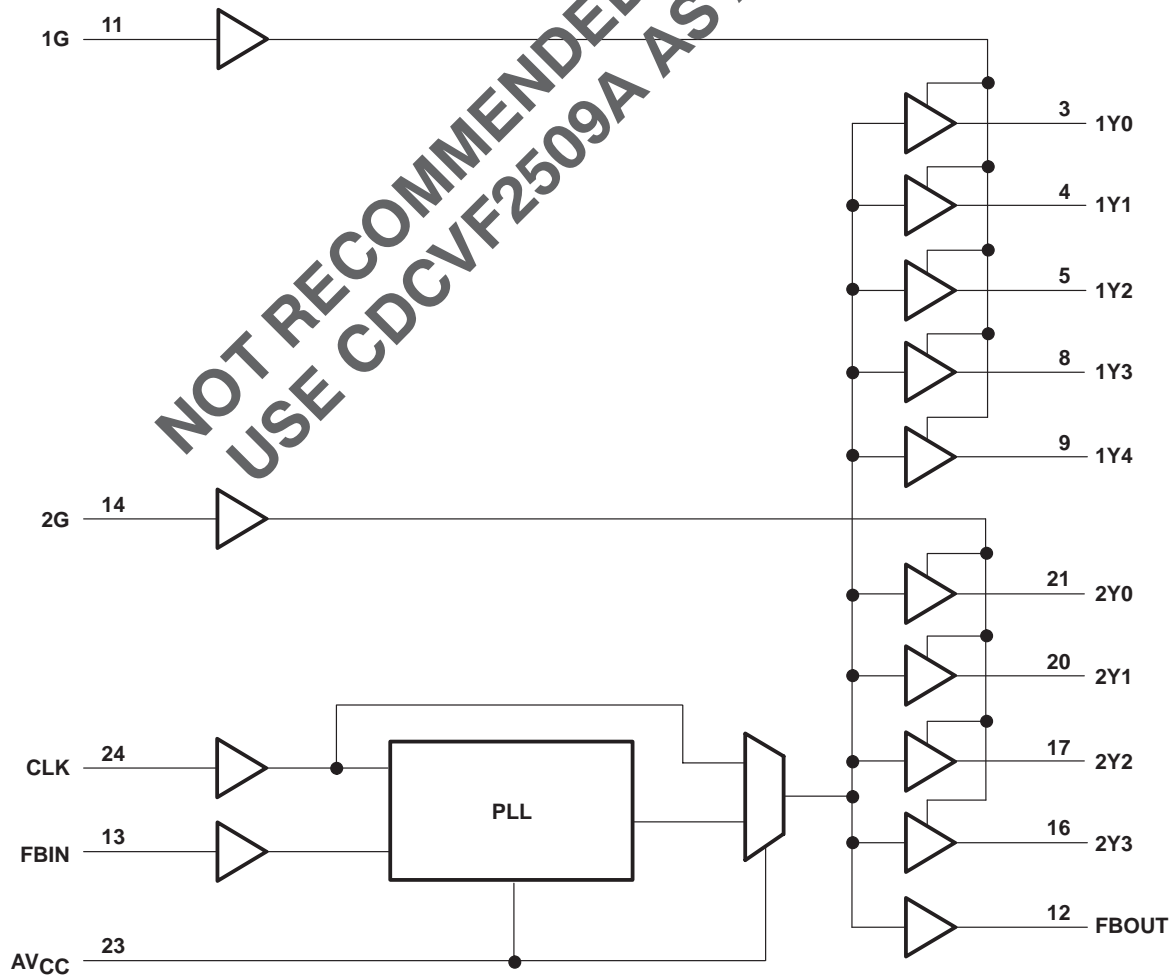 11
1G
NOT RECOMMENDED
USE CDCVF2509A AS
3 1Y0
4 1Y1
5 1Y2
8 1Y3
9 1Y4
14
2G
21 2Y0
20 2Y1
24
CLK
PLL
17 2Y2
13
FBIN
16 2Y3
12 FBOUT
23
AVCC